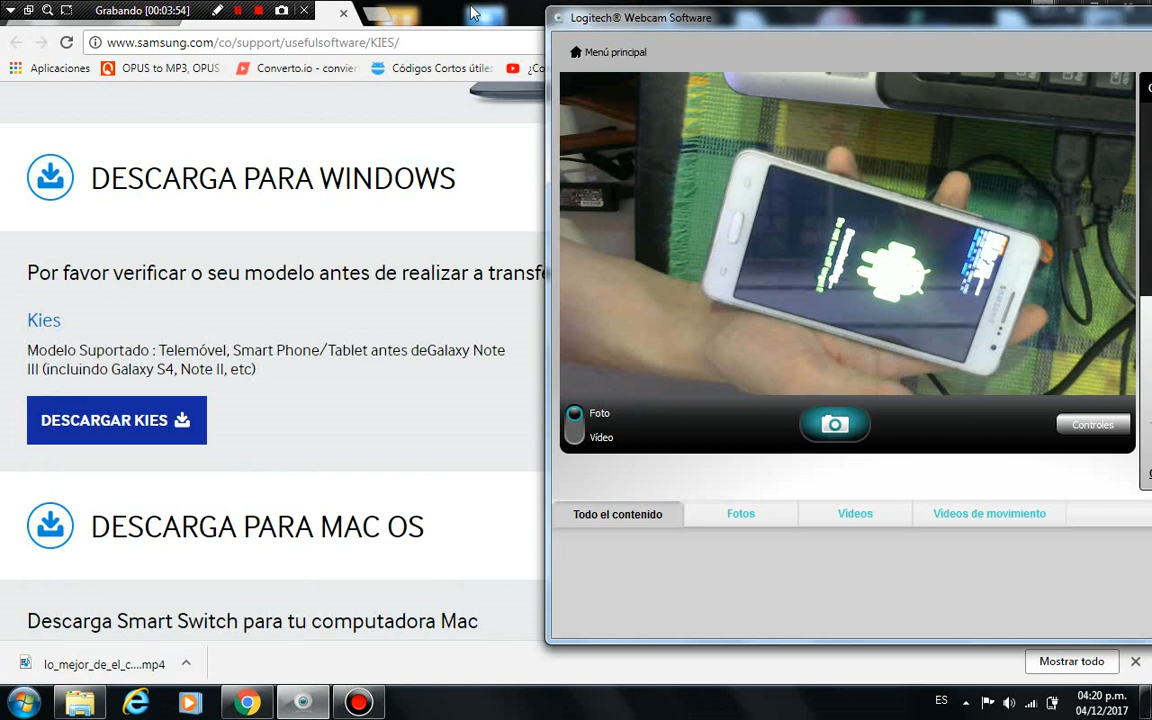 Grabando [00:03:54]
Logitech® Webcam Software
www.samsung.com/co/support/usefulsoftware/KIES/
Aplicaciones
OPUS to MP3, OPUS
Converto.io - convier
Códigos Cortos útiles
¿Co
Menú principal
DESCARGA PARA WINDOWS
Por favor verificar o seu modelo antes de realizar a transfe
Kies
Modelo Suportado : Telemóvel, Smart Phone/Tablet antes deGalaxy Note
III (incluindo Galaxy S4, Note II, etc)
DESCARGAR KIES
DESCARGA PARA MAC OS
Descarga Smart Switch para tu computadora Mac
SAMSUNG
Foto
Vídeo
Controles
Todo el contenido
Fotos
Videos
Videos de movimiento
lo_mejor_de_el_c....mp4
Mostrar todo
ES
04:20 p.m.
04/12/2017